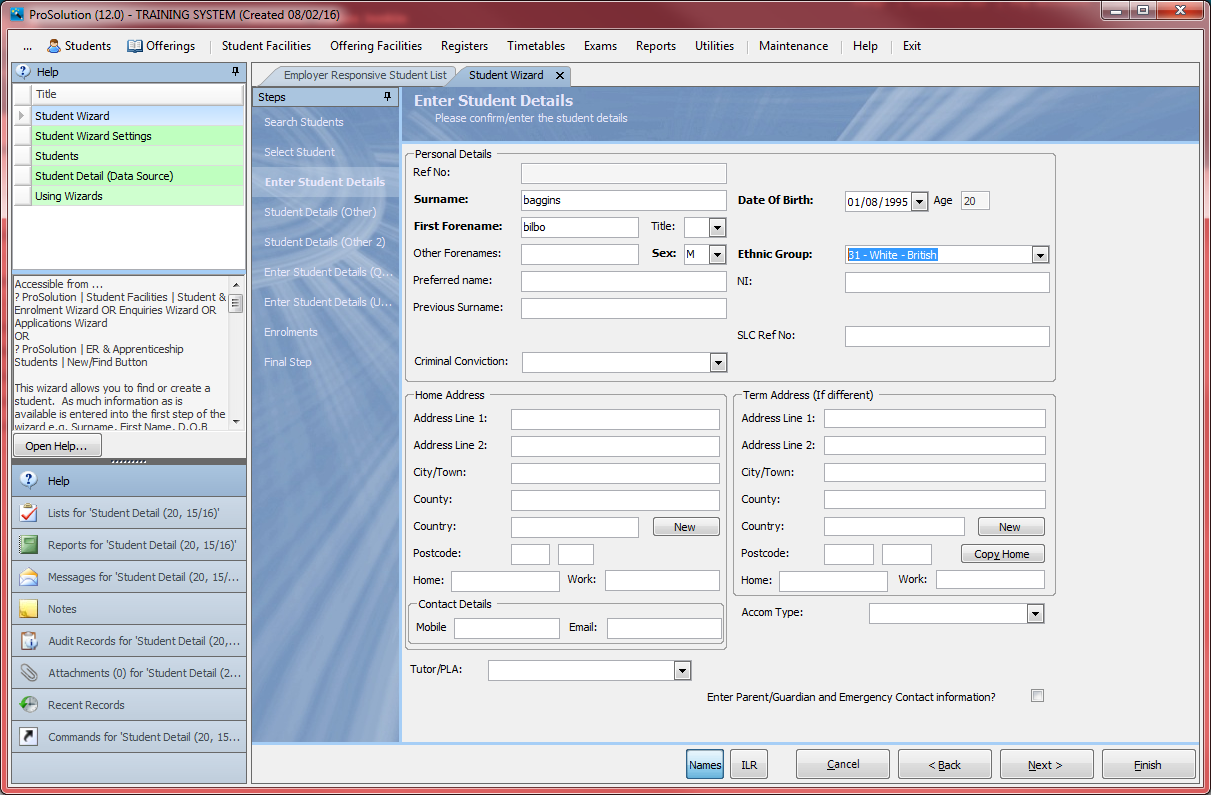 ProSolution (12.0) - TRAINING SYSTEM (Created 08/02/16)
... Students Offerings Student Facilities Offering Facilities Registers Timetables Exams Reports Utilities Maintenance Help Exit
Help
Title
Student Wizard
Student Wizard Settings
Students
Student Detail (Data Source)
Using Wizards
Accessible from ...
? ProSolution | Student Facilities | Student &
Enrolment Wizard OR Enquiries Wizard OR
Applications Wizard
OR
? ProSolution | ER & Apprenticeship
Students | New/Find Button
This wizard allows you to find or create a
student. As much information as is
available is entered into the first step of the
wizard e.g. Surname, First Name, D.O.B
Open Help...
Help
Lists for 'Student Detail (20, 15/16)'
Reports for 'Student Detail (20, 15/16)'
Messages for 'Student Detail (20, 15/...
Notes
Audit Records for 'Student Detail (20,...
Attachments (0) for 'Student Detail (2...
Recent Records
Commands for 'Student Detail (20, 15...
Employer Responsive Student List
Student Wizard
Steps
Search Students
Select Student
Enter Student Details
Student Details (Other)
Student Details (Other 2)
Enter Student Details (Q...
Enter Student Details (U...
Enrolments
Final Step
Enter Student Details
Please confirm/enter the student details
Personal Details
Ref No:
Surname: baggins Date Of Birth: 01/08/1995 Age 20
First Forename: bilbo Title:
Other Forenames: Sex: M Ethnic Group: 31 - White - British
Preferred name: NI:
Previous Surname:
SLC Ref No:
Criminal Conviction:
Home Address
Address Line 1:
Address Line 2:
City/Town:
County:
Country: New
Postcode:
Home: Work:
Contact Details
Mobile Email:
Term Address (If different)
Address Line 1:
Address Line 2:
City/Town:
County:
Country: New
Postcode: Copy Home
Home: Work:
Accom Type:
Tutor/PLA:
Enter Parent/Guardian and Emergency Contact information?
Names ILR Cancel < Back Next > Finish